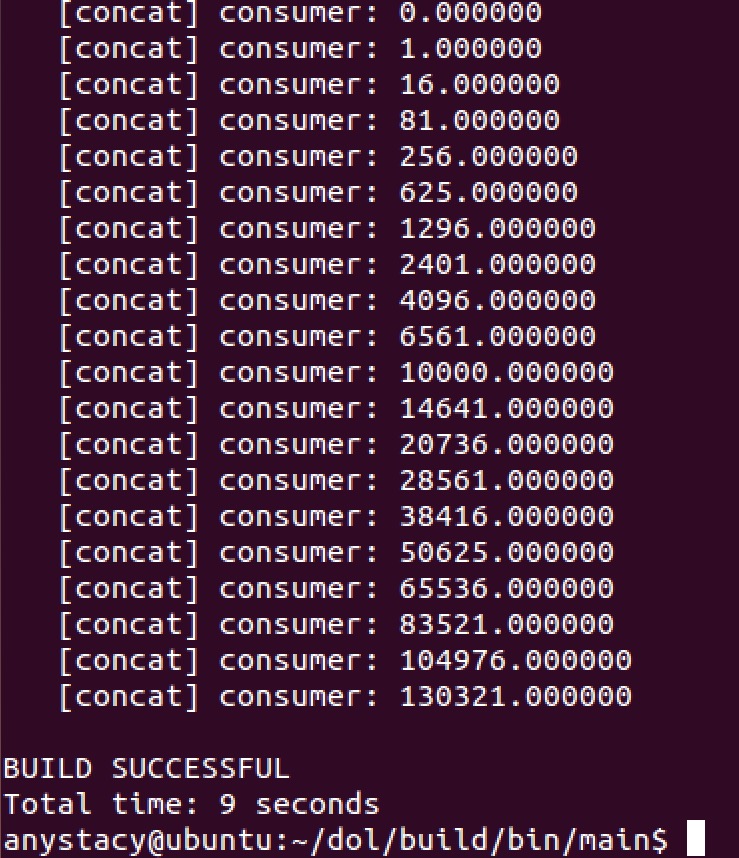 [concat] consumer: 0.000000
[concat] consumer: 1.000000
[concat] consumer: 16.000000
[concat] consumer: 81.000000
[concat] consumer: 256.000000
[concat] consumer: 625.000000
[concat] consumer: 1296.000000
[concat] consumer: 2401.000000
[concat] consumer: 4096.000000
[concat] consumer: 6561.000000
[concat] consumer: 10000.000000
[concat] consumer: 14641.000000
[concat] consumer: 20736.000000
[concat] consumer: 28561.000000
[concat] consumer: 38416.000000
[concat] consumer: 50625.000000
[concat] consumer: 65536.000000
[concat] consumer: 83521.000000
[concat] consumer: 104976.000000
[concat] consumer: 130321.000000
BUILD SUCCESSFUL
Total time: 9 seconds
anystacy@ubuntu:~/dol/build/bin/main$